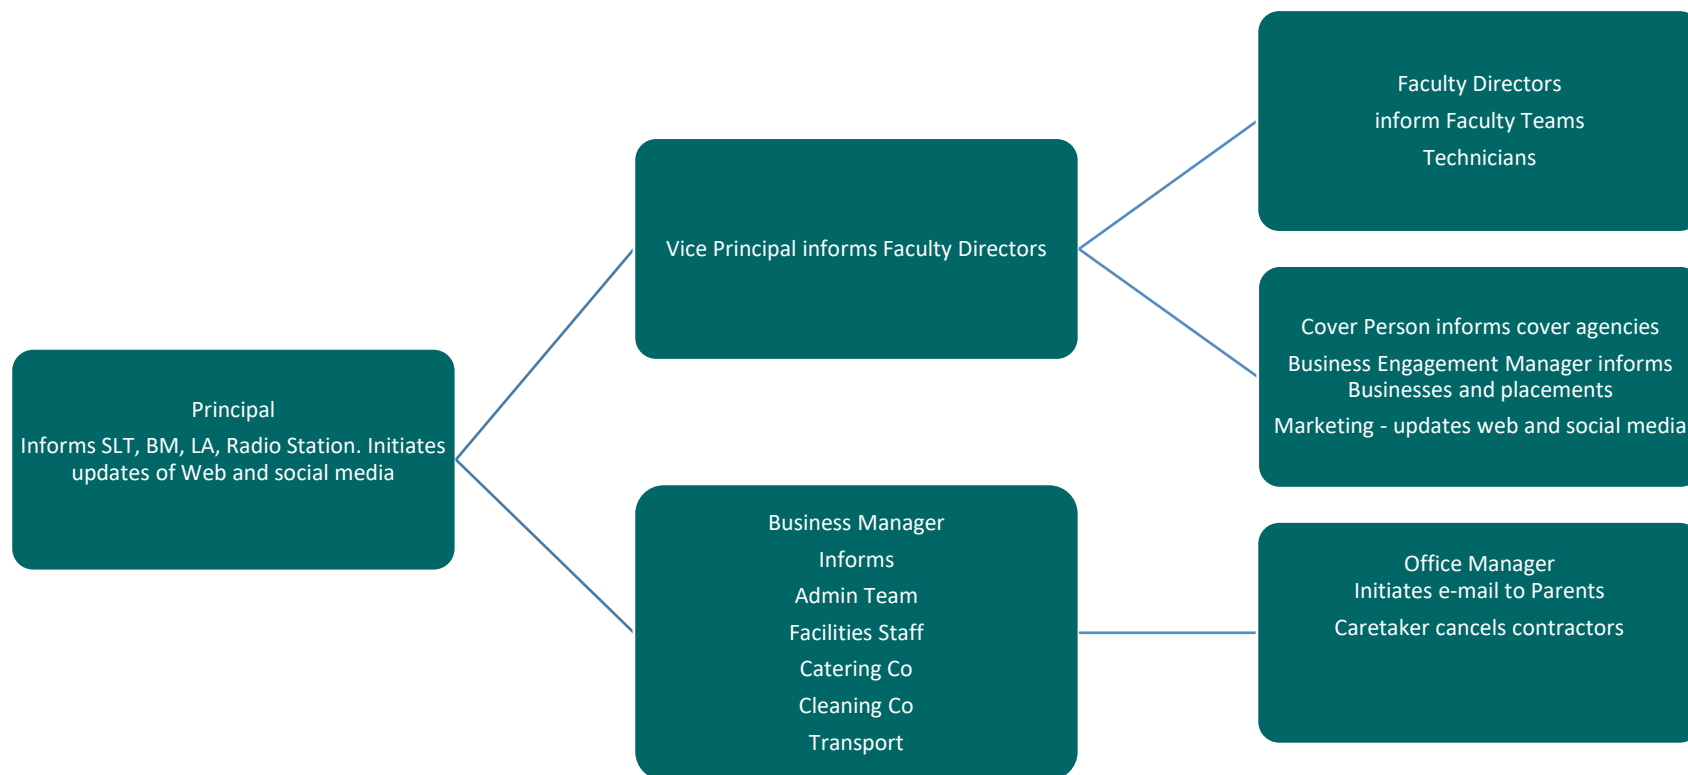 Principal
Informs SLT, BM, LA, Radio Station. Initiates
updates of Web and social media
Vice Principal informs Faculty Directors
Business Manager
Informs
Admin Team
Facilities Staff
Catering Co
Cleaning Co
Transport
Faculty Directors
inform Faculty Teams
Technicians
Cover Person informs cover agencies
Business Engagement Manager informs
Businesses and placements
Marketing - updates web and social media
Office Manager
Initiates e-mail to Parents
Caretaker cancels contractors